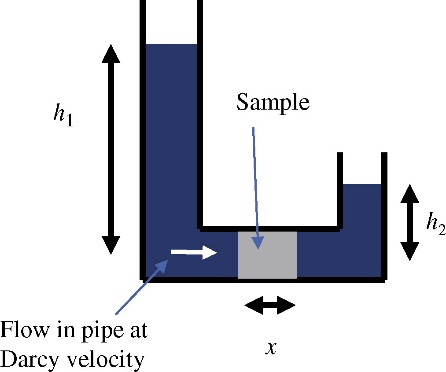 h1
Sample
h2
Flow in pipe at
Darcy velocity
x